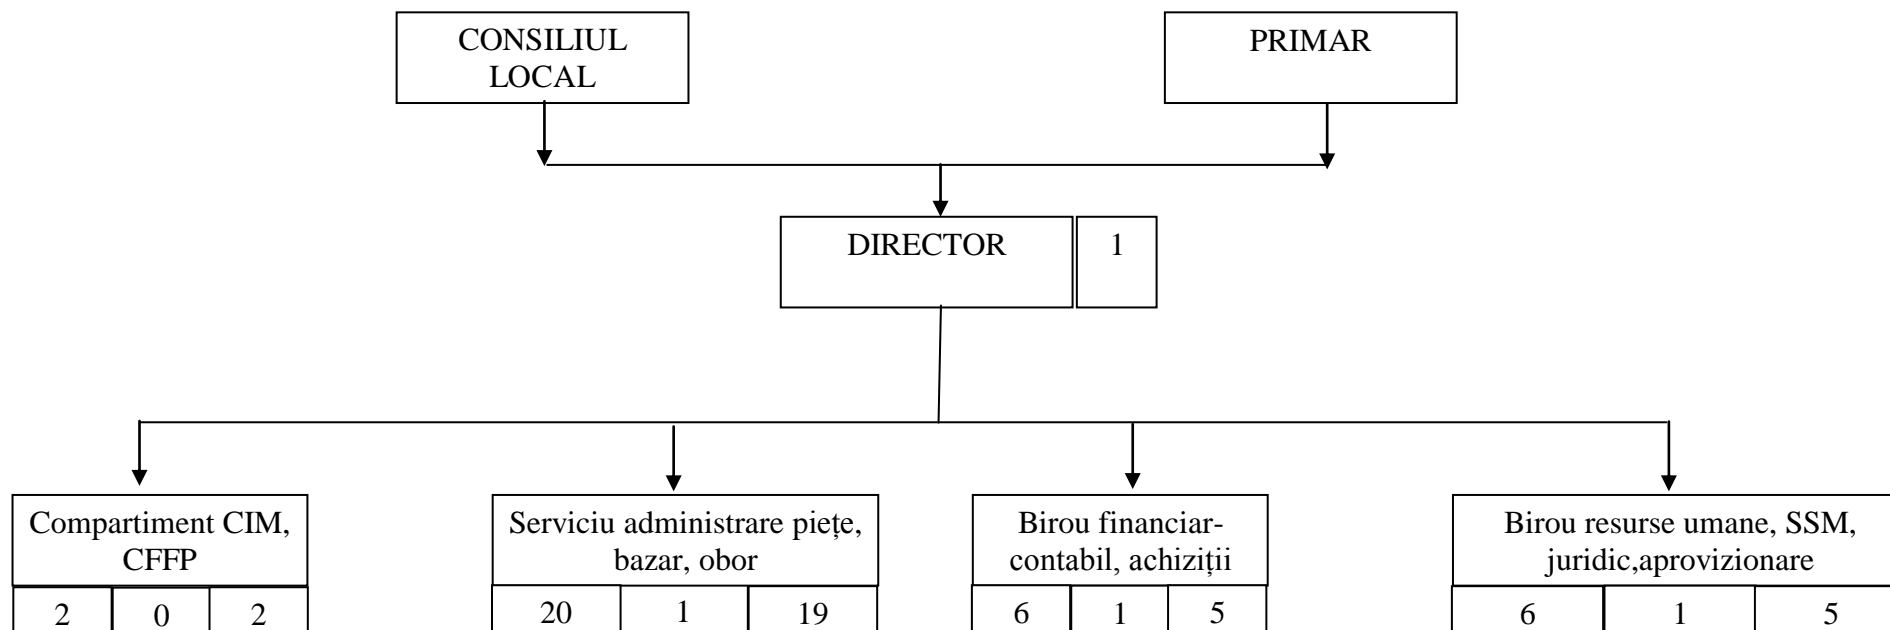 CONSILIUL
LOCAL
PRIMAR
DIRECTOR
1
Compartiment CIM,
CFFP
2 0 2
Serviciu administrare piețe,
bazar, obor
20 1 19
Birou financiar-
contabil, achiziții
6 1 5
Birou resurse umane, SSM,
juridic,aprovizionare
6 1 5